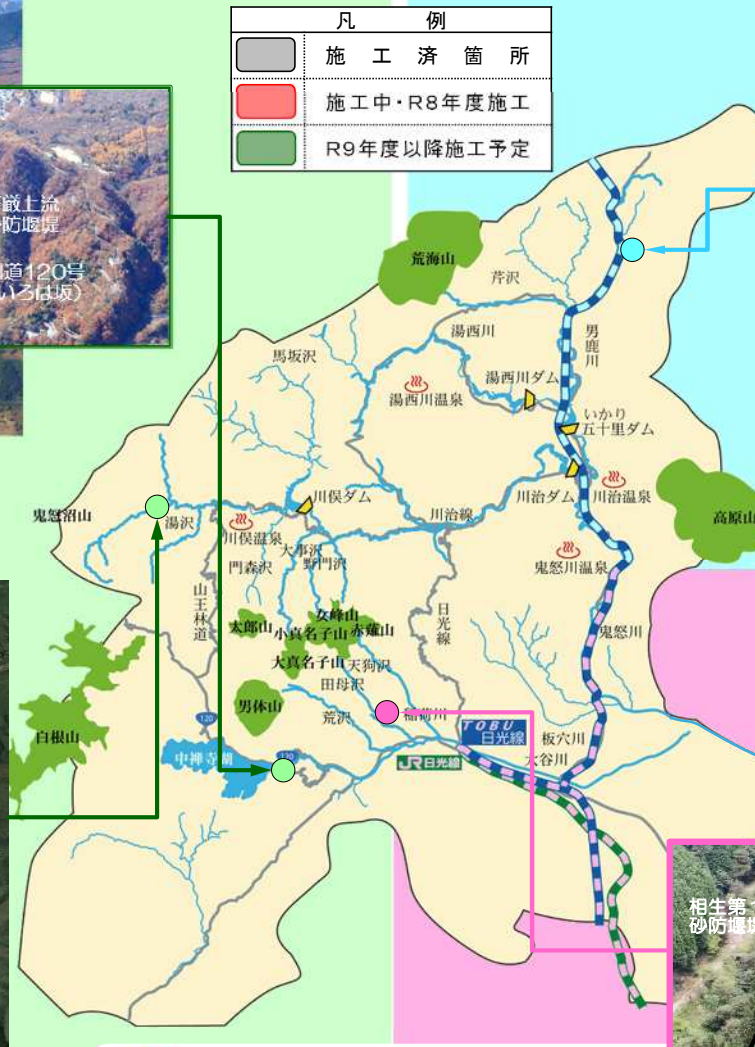 凡 例
施工済箇所
施工中・R8年度施工
R9年度以降施工予定
厳上流
防堰堤
道120号
いろは坂)
荒海山
芹沢
湯西川
男鹿川
馬坂沢
湯西川ダム
湯西川温泉
いかり
五十里ダム
川俣ダム
川治ダム
川治温泉
鬼怒沼山
湯沢
川治線
高原山
川俣温泉
大事沢
野門沢
門森沢
鬼怒川温泉
山王林道
女峰山
日光線
鬼怒川
太郎山
小真名子山
赤薙山
大真名子山
天狗沢
田母沢
男体山
荒沢
稲荷川
白根山
120
TOBU
日光線
板穴川
中禅寺湖
120
大谷川
JR日光線
相生第1
砂防堰堤